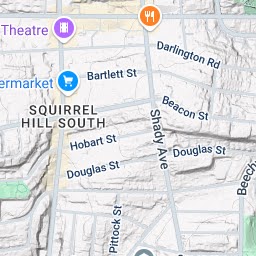 Theatre
Darlington Rd
ermarket
Bartlett St
SQUIRREL
HILL SOUTH
Beacon St
Shady Ave
Hobart St
Douglas St
Douglas St
Beech
Pittock St